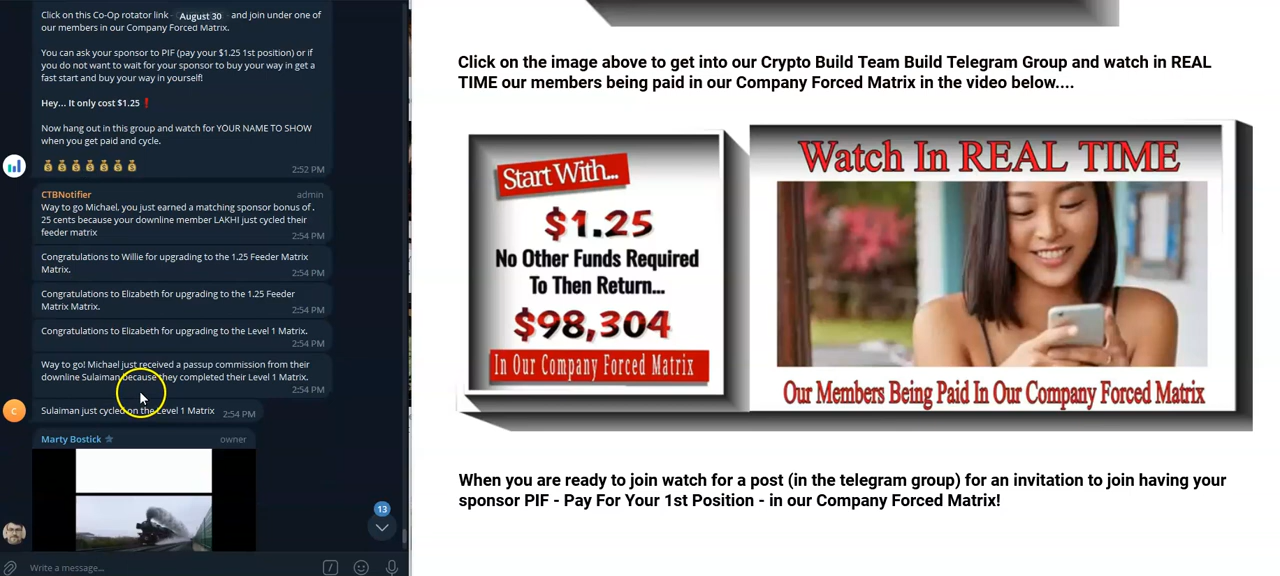 Click on this Co-Op rotator link - August 30 - and join under one of
our members in our Company Forced Matrix.
You can ask your sponsor to PIF (pay your $1.25 1st position) or if
you do not want to wait for your sponsor to buy your way in get a
fast start and buy your way in yourself!
Hey... It only cost $1.25❗
Now hang out in this group and watch for YOUR NAME TO SHOW
when you get paid and cycle.
💰💰💰💰💰💰💰 2:52 PM
CTBNotifier admin
Way to go Michael, you just earned a matching sponsor bonus of .
25 cents because your downline member LAKHI just cycled their
feeder matrix 2:54 PM
Congratulations to Willie for upgrading to the 1.25 Feeder Matrix
Matrix. 2:54 PM
Congratulations to Elizabeth for upgrading to the 1.25 Feeder
Matrix Matrix. 2:54 PM
Congratulations to Elizabeth for upgrading to the Level 1 Matrix.
2:54 PM
Way to go! Michael just received a passup commission from their
downline Sulaiman because they completed their Level 1 Matrix.
2:54 PM
C
Sulaiman just cycled on the Level 1 Matrix 2:54 PM
Marty Bostick owner
13
Write a message...
Click on the image above to get into our Crypto Build Team Build Telegram Group and watch in REAL
TIME our members being paid in our Company Forced Matrix in the video below....
Start With...
$1.25
No Other Funds Required
To Then Return...
$98,304
In Our Company Forced Matrix
Watch In REAL TIME
Our Members Being Paid In Our Company Forced Matrix
When you are ready to join watch for a post (in the telegram group) for an invitation to join having your
sponsor PIF - Pay For Your 1st Position - in our Company Forced Matrix!